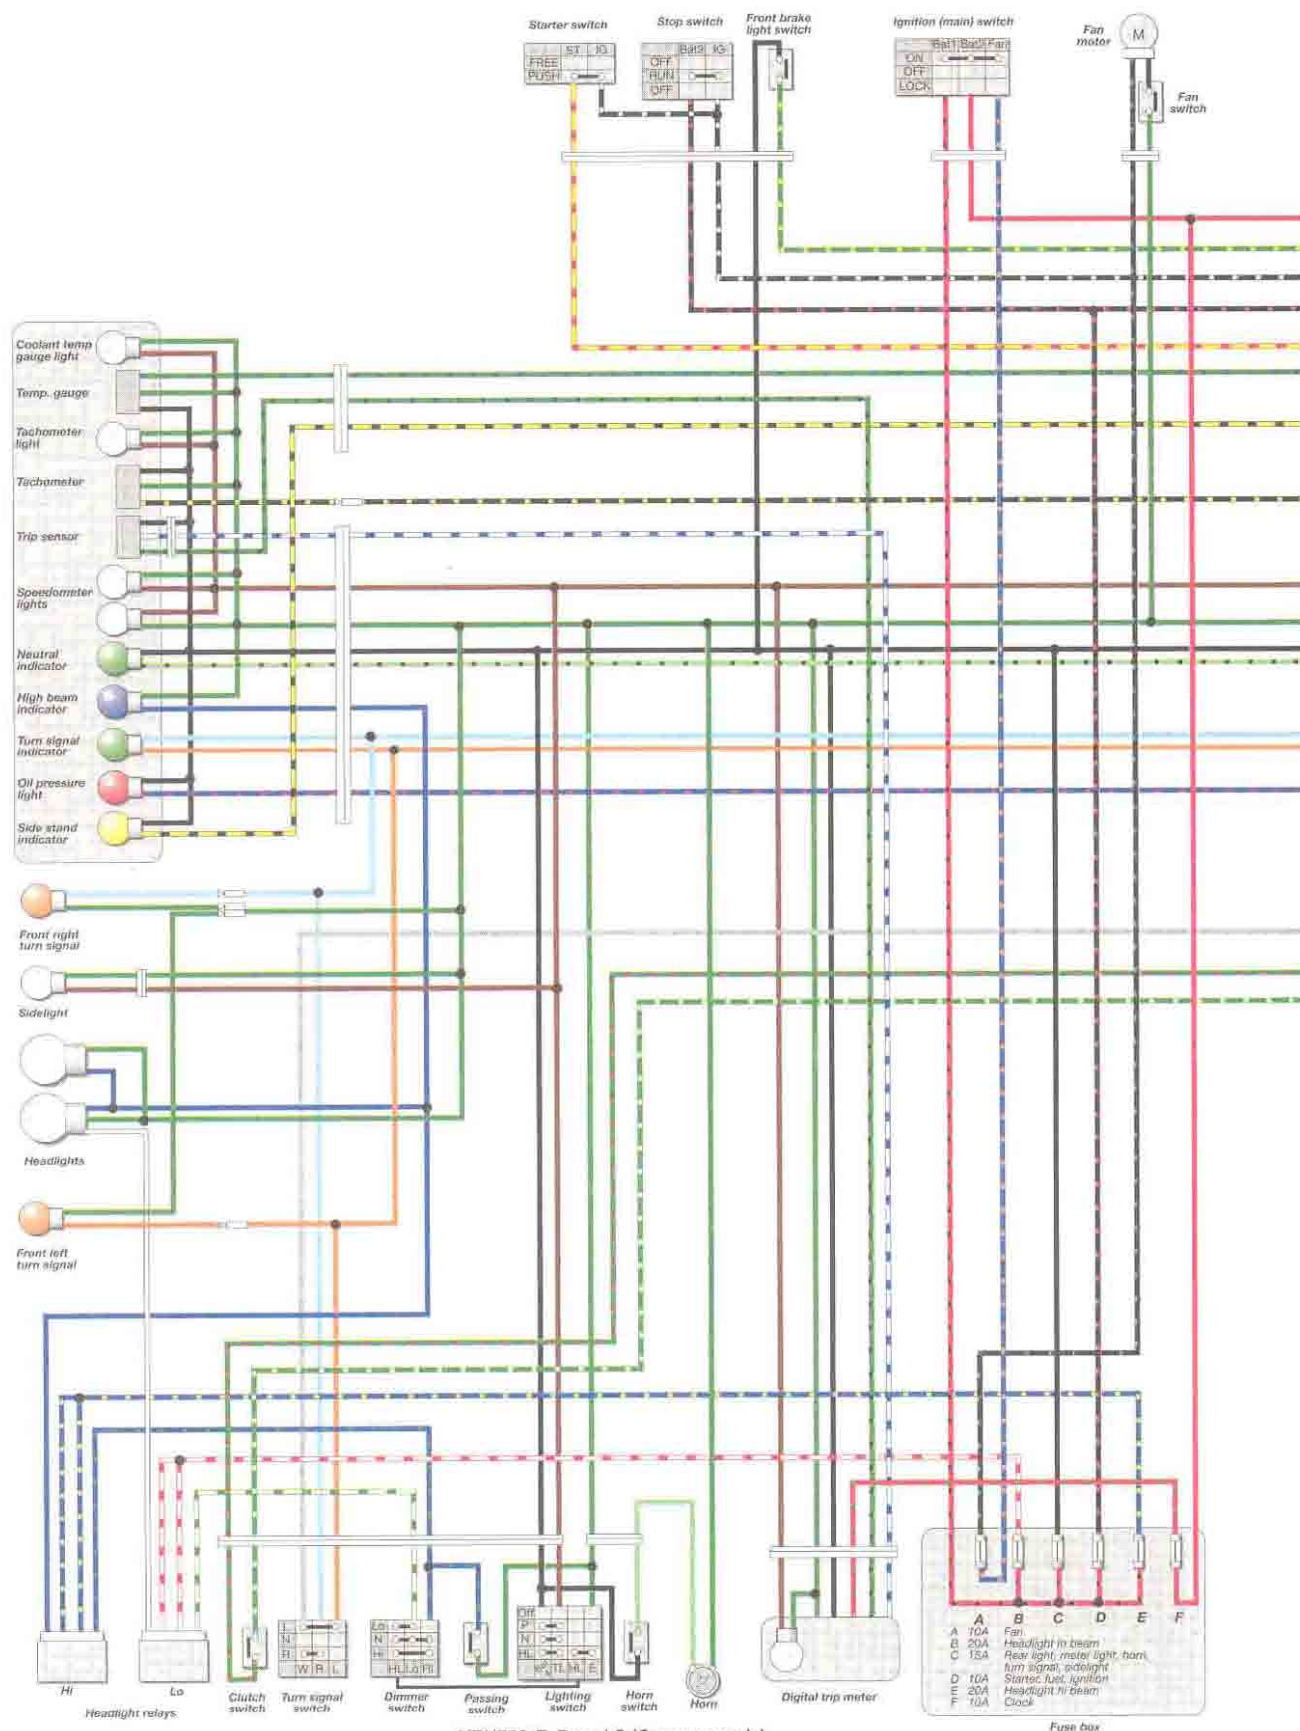 Starter switch
Stop switch
Front brake
light switch
Ignition (main) switch
Fan
motor
M
ST IG
FREE
PUSH
Bat3 IG
OFF
RUN
OFF
Bat1 Bat2 Fan
ON
OFF
LOCK
Fan
switch
Coolant temp
gauge light
Temp. gauge
Tachometer
light
Tachometer
Trip sensor
Speedometer
lights
Neutral
indicator
High beam
indicator
Turn signal
indicator
Oil pressure
light
Side stand
indicator
Front right
turn signal
Sidelight
Headlights
Front left
turn signal
Hi
Lo
Headlight relays
Clutch
switch
L
N
R
W R L
Turn signal
switch
Lo
N
Hi
HL Lo Hi
Dimmer
switch
Passing
switch
Off
P
N
HL
TL HL E
Lighting
switch
Horn
switch
Horn
Digital trip meter
A B C D E F
A 10A Fan
B 20A Headlight lo beam
C 15A Rear light, meter light, horn,
turn signal, sidelight
D 10A Starter, fuel, ignition
E 20A Headlight hi beam
F 10A Clock
Fuse box